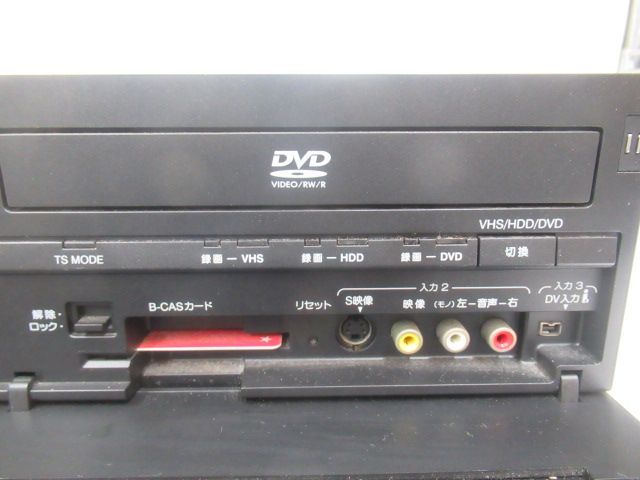 DVD
VIDEO/RW/R
VHS/HDD/DVD
TS MODE
録画 — VHS
録画 — HDD
録画 — DVD
切換
解除・
ロック・
B-CASカード
リセット
入力 2
S映像
映像
(モノ)左−音声−右
入力 3
DV入力